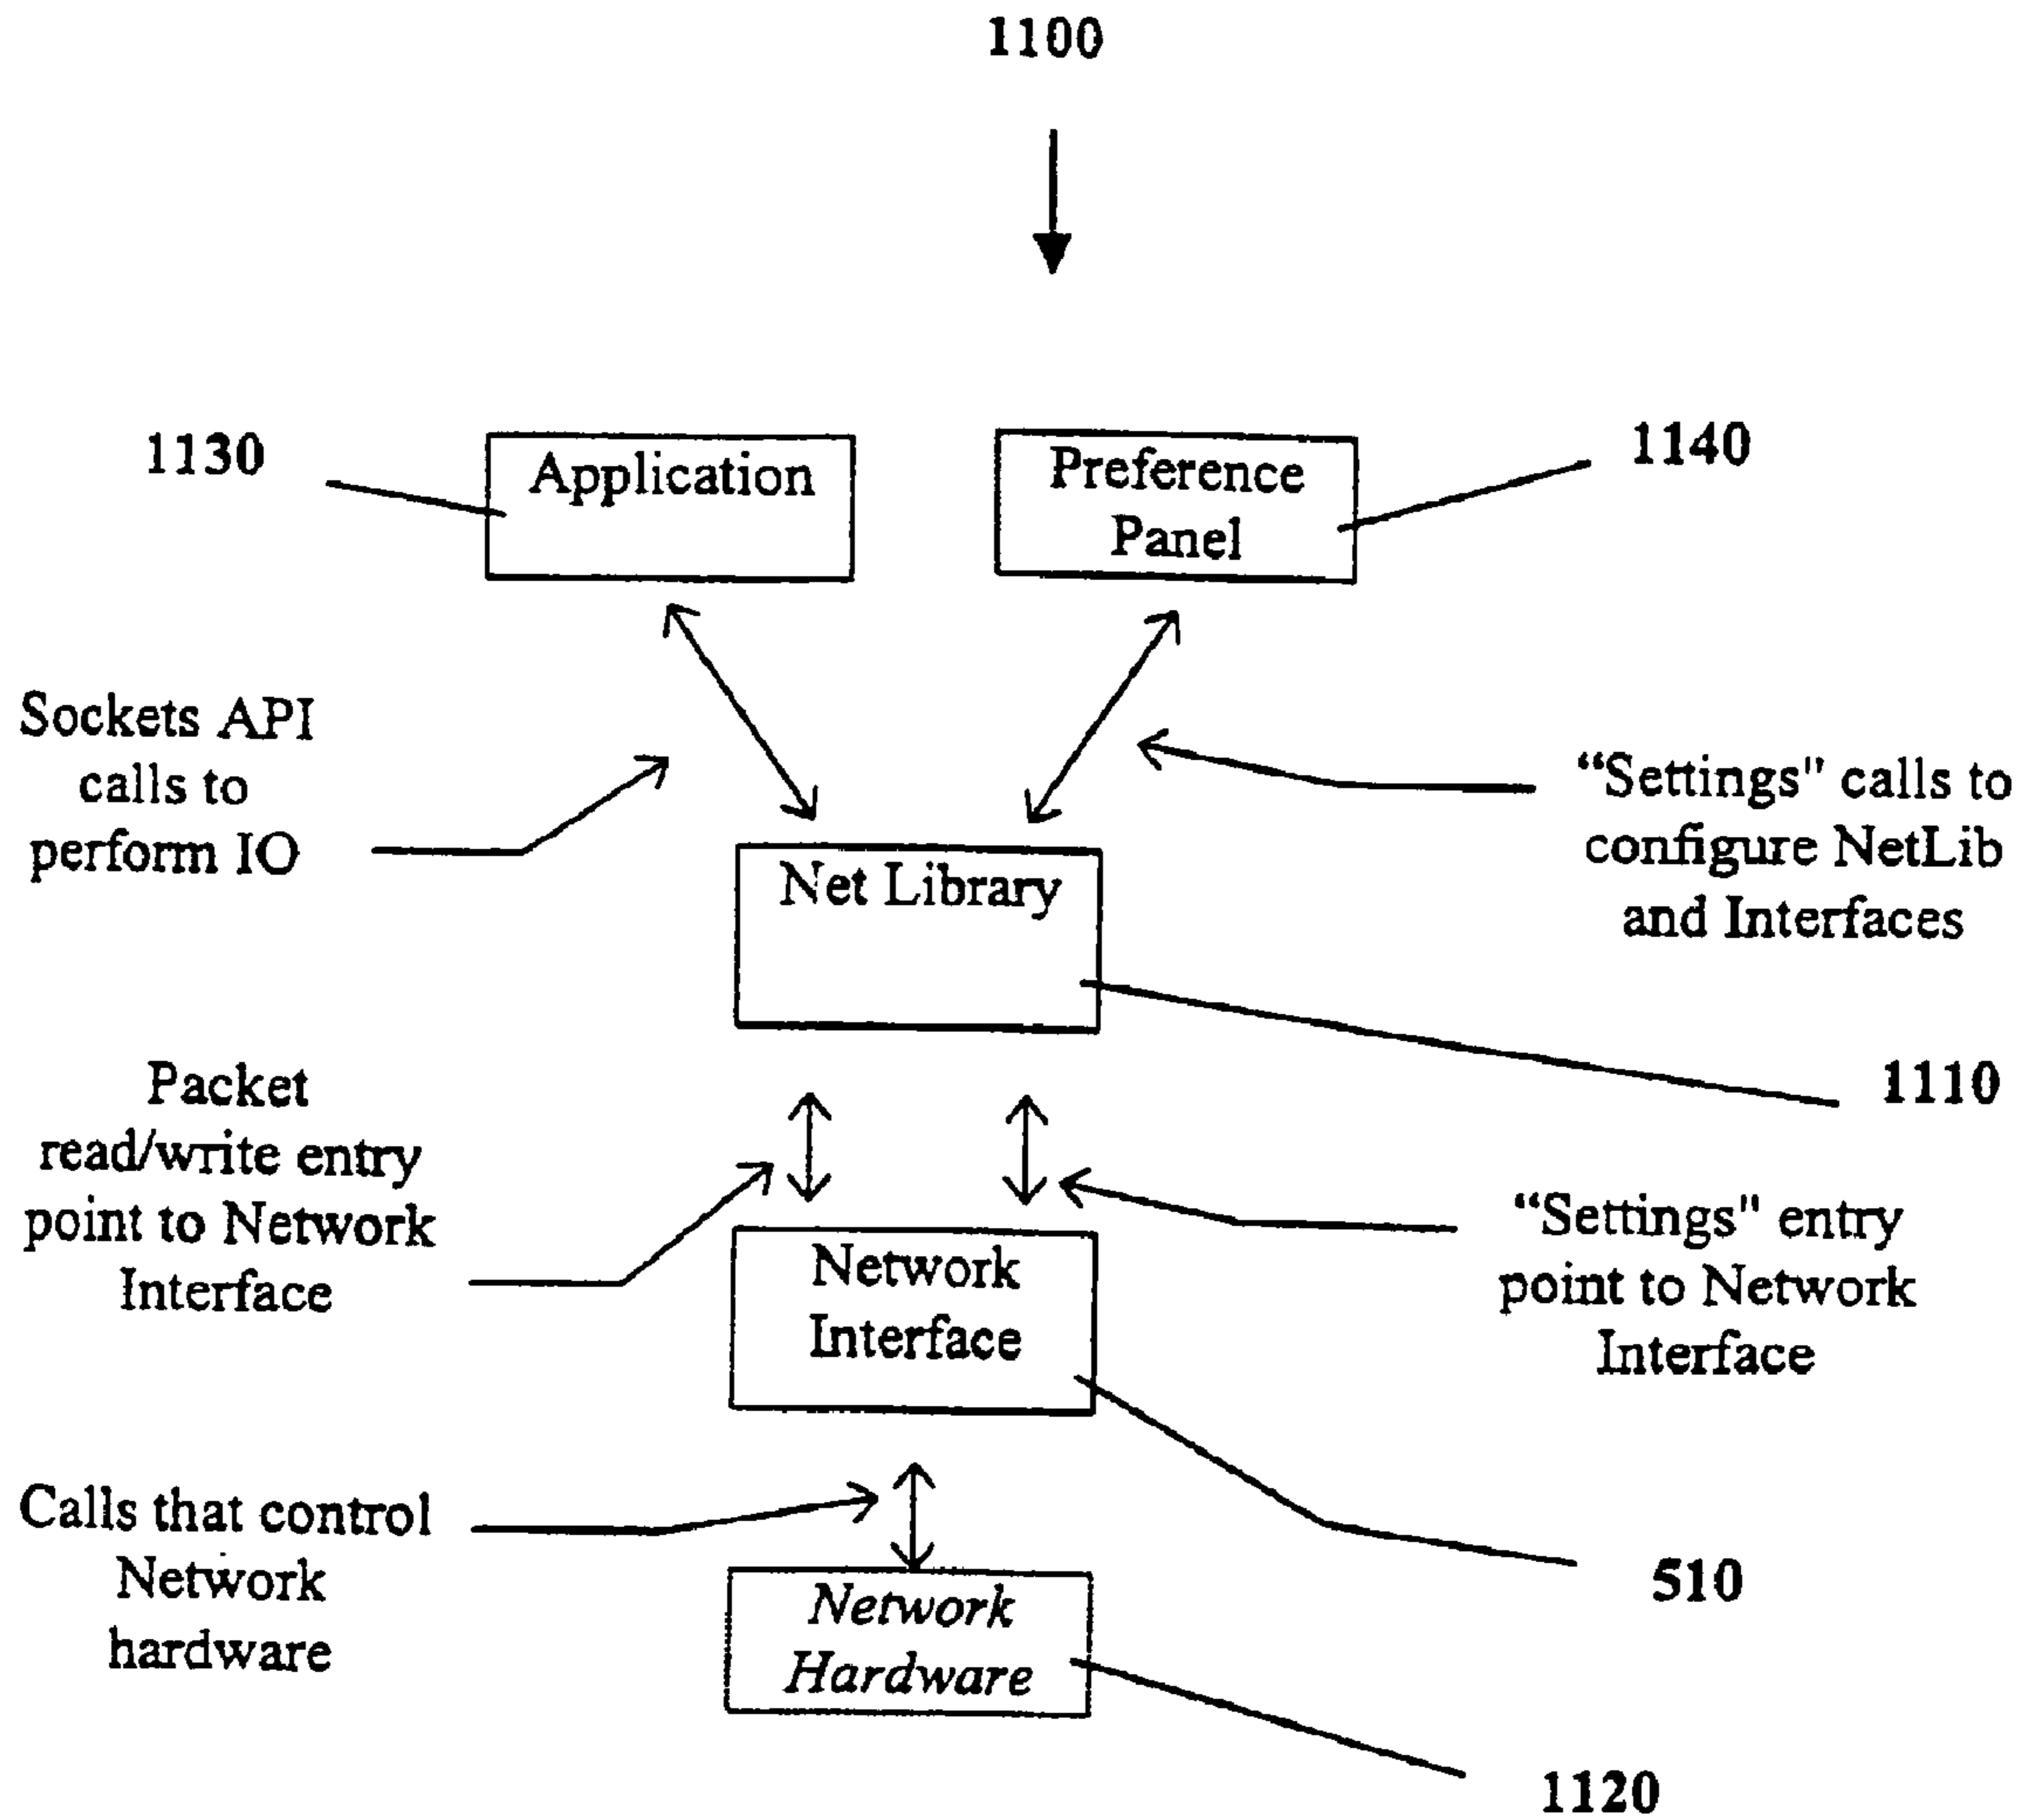 1100
1130
Application
Preference
Panel
1140
Sockets API
calls to
perform IO
“Settings" calls to
configure NetLib
and Interfaces
Net Library
1110
Packet
read/write entry
point to Network
Interface
“Settings" entry
point to Network
Interface
Network
Interface
510
Calls that control
Network
hardware
Network
Hardware
1120